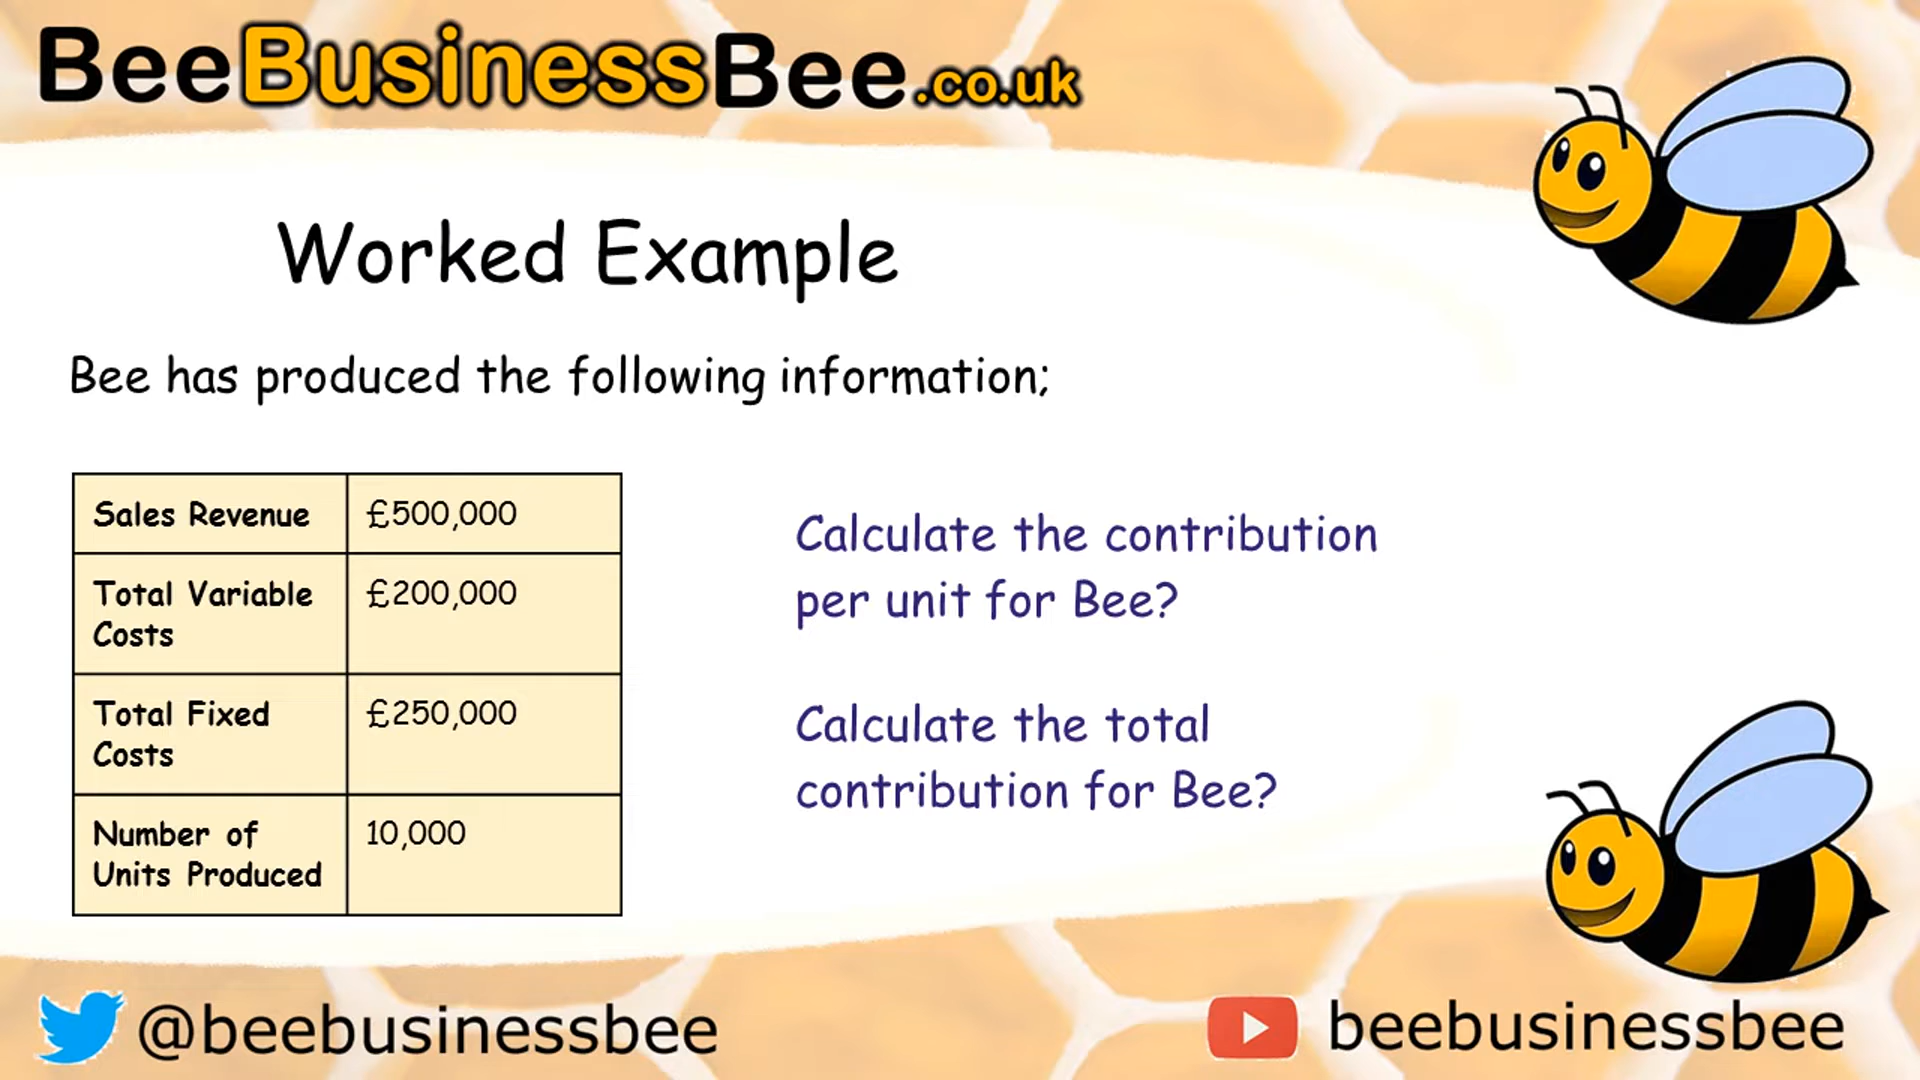 BeeBusinessBee.co.uk
Worked Example
Bee has produced the following information;
Sales Revenue £500,000
Total Variable £200,000
Costs
Total Fixed £250,000
Costs
Number of 10,000
Units Produced
Calculate the contribution
per unit for Bee?
Calculate the total
contribution for Bee?
@beebusinessbee
beebusinessbee